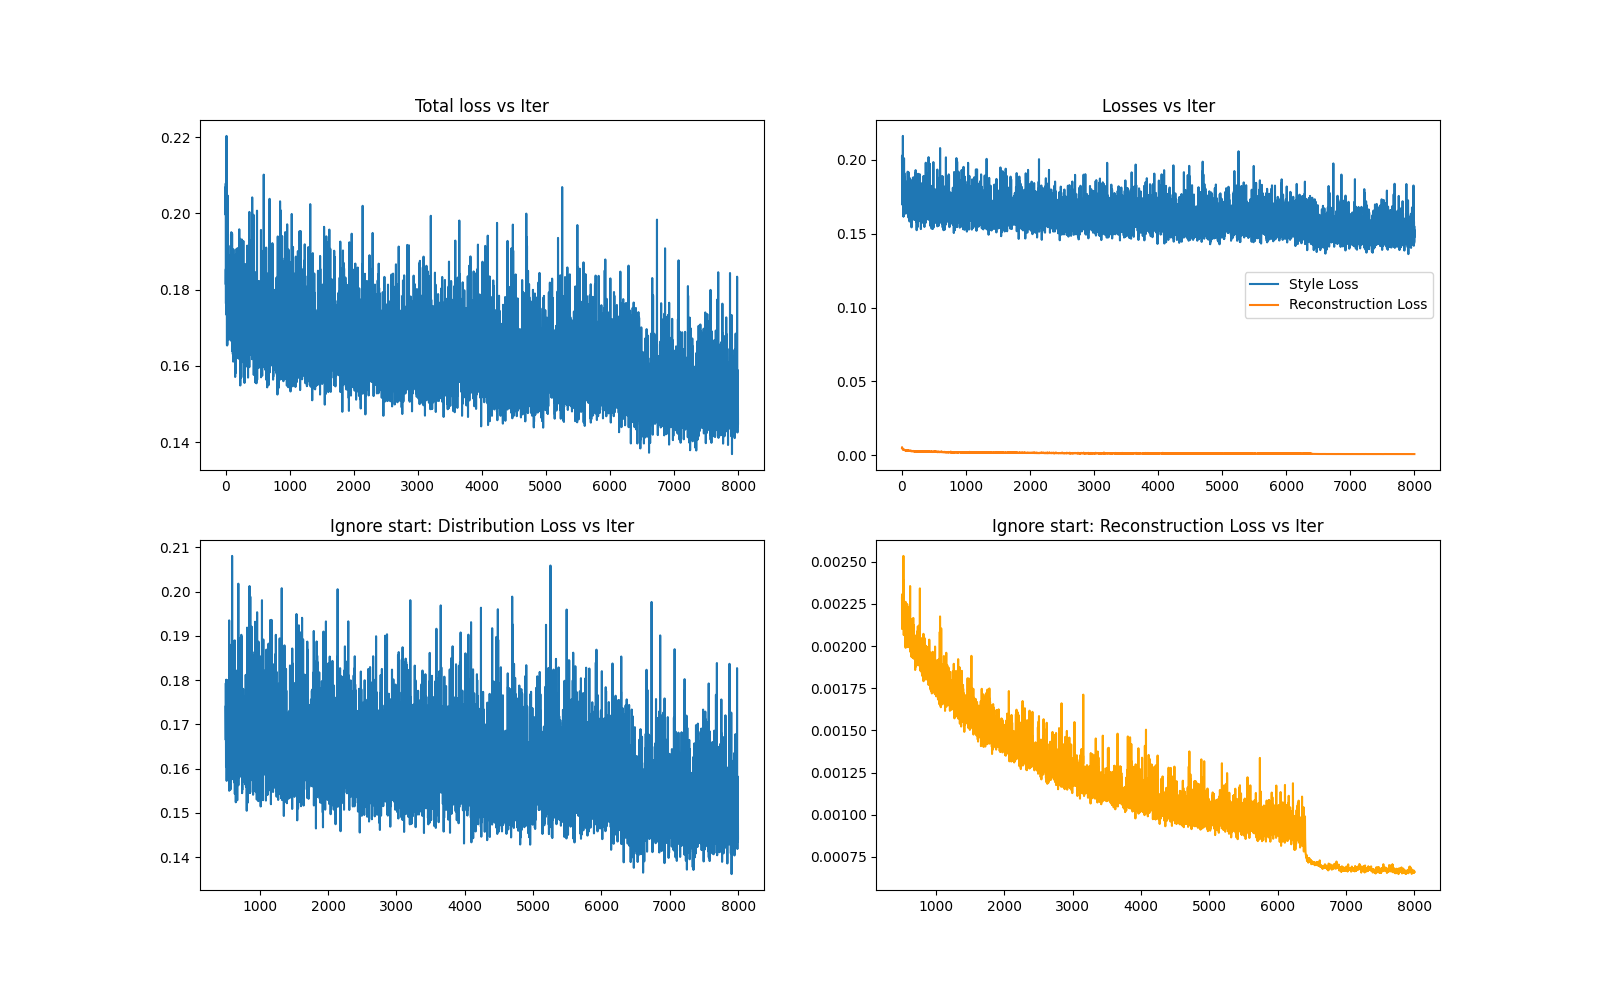 Total loss vs Iter
0.22
0.20
0.18
0.16
0.14
0 1000 2000 3000 4000 5000 6000 7000 8000
Losses vs Iter
0.20
0.15
0.10
0.05
0.00
Style Loss
Reconstruction Loss
0 1000 2000 3000 4000 5000 6000 7000 8000
Ignore start: Distribution Loss vs Iter
0.21
0.20
0.19
0.18
0.17
0.16
0.15
0.14
1000 2000 3000 4000 5000 6000 7000 8000
Ignore start: Reconstruction Loss vs Iter
0.00250
0.00225
0.00200
0.00175
0.00150
0.00125
0.00100
0.00075
1000 2000 3000 4000 5000 6000 7000 8000